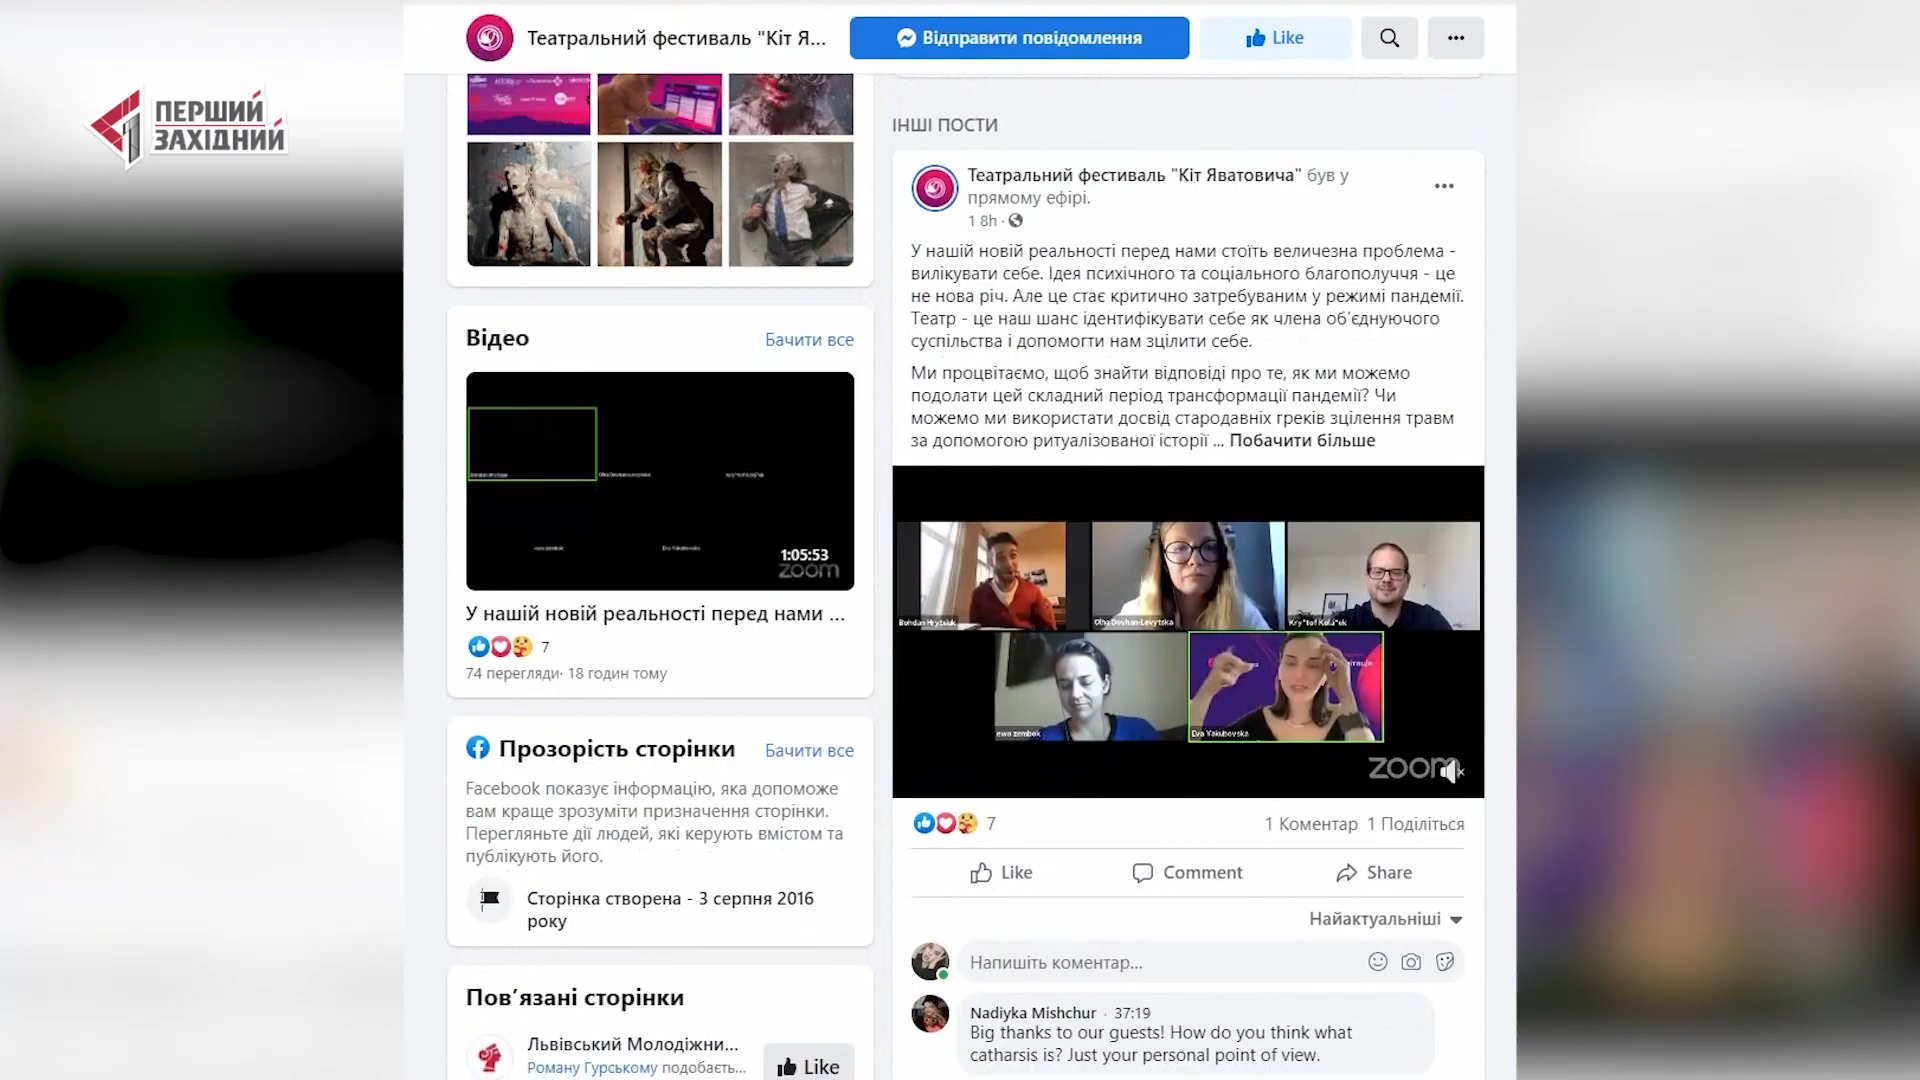 Театральний фестиваль "Кіт Я...
Відправити повідомлення
Like
ПЕРШИЙ
ЗАХІДНИЙ
Відео
Бачити все
1:05:53
zoom
У нашій новій реальності перед нами ...
7
74 перегляди· 18 годин тому
Прозорість сторінки
Бачити все
Facebook показує інформацію, яка допоможе
вам краще зрозуміти призначення сторінки.
Перегляньте дії людей, які керують вмістом та
публікують його.
Сторінка створена - 3 серпня 2016
року
Пов’язані сторінки
Львівський Молодіжни...
Роману Гурському подобаєть...
Like
ІНШІ ПОСТИ
Театральний фестиваль "Кіт Яватовича" був у
прямому ефірі.
1 8h ·
У нашій новій реальності перед нами стоїть величезна проблема -
вилікувати себе. Ідея психічного та соціального благополуччя - це
не нова річ. Але це стає критично затребуваним у режимі пандемії.
Театр - це наш шанс ідентифікувати себе як члена об’єднуючого
суспільства і допомогти нам зцілити себе.
Ми процвітаємо, щоб знайти відповіді про те, як ми можемо
подолати цей складний період трансформації пандемії? Чи
можемо ми використати досвід стародавніх греків зцілення травм
за допомогою ритуалізованої історії ... Побачити більше
Bohdan Hrytsiuk
Olha Dovhan-Levytska
ewa zembok
Eva Yakubovska
zoom
7
1 Коментар 1 Поділіться
Like
Comment
Share
Найактуальніші
Напишіть коментар...
Nadiyka Mishchur · 37:19
Big thanks to our guests! How do you think what
catharsis is? Just your personal point of view.